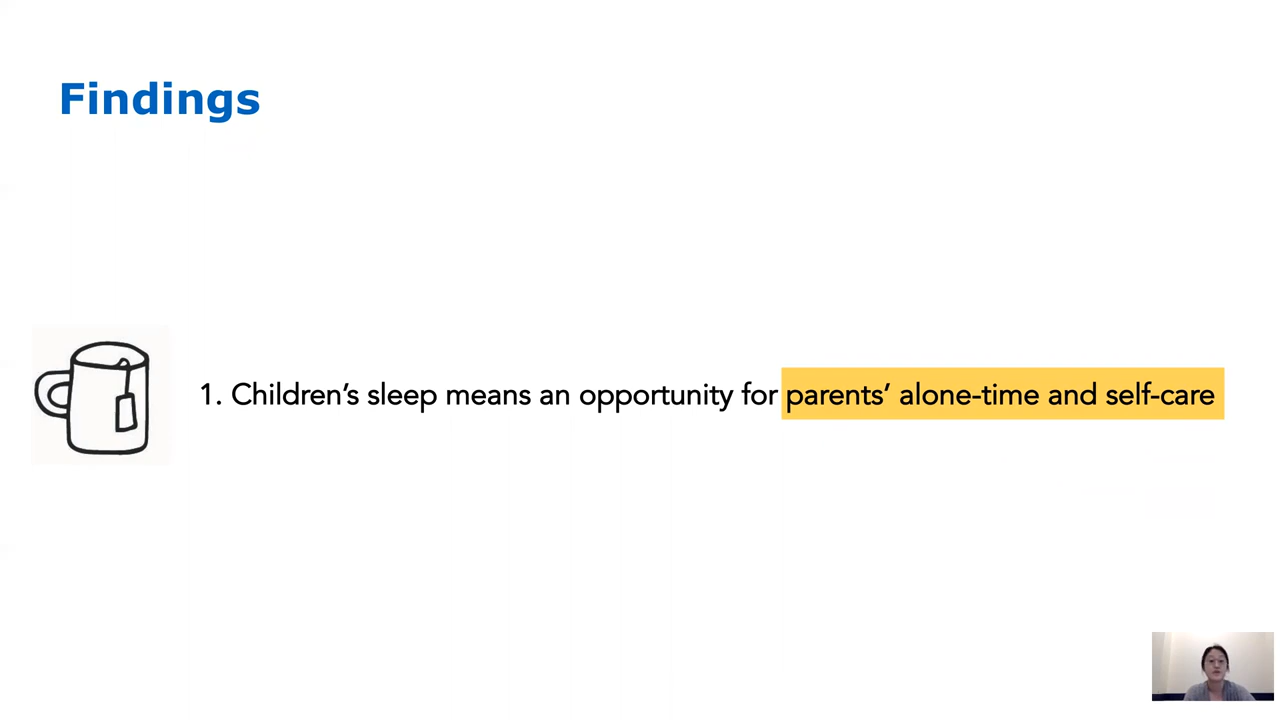 Findings
1. Children’s sleep means an opportunity for parents’ alone-time and self-care